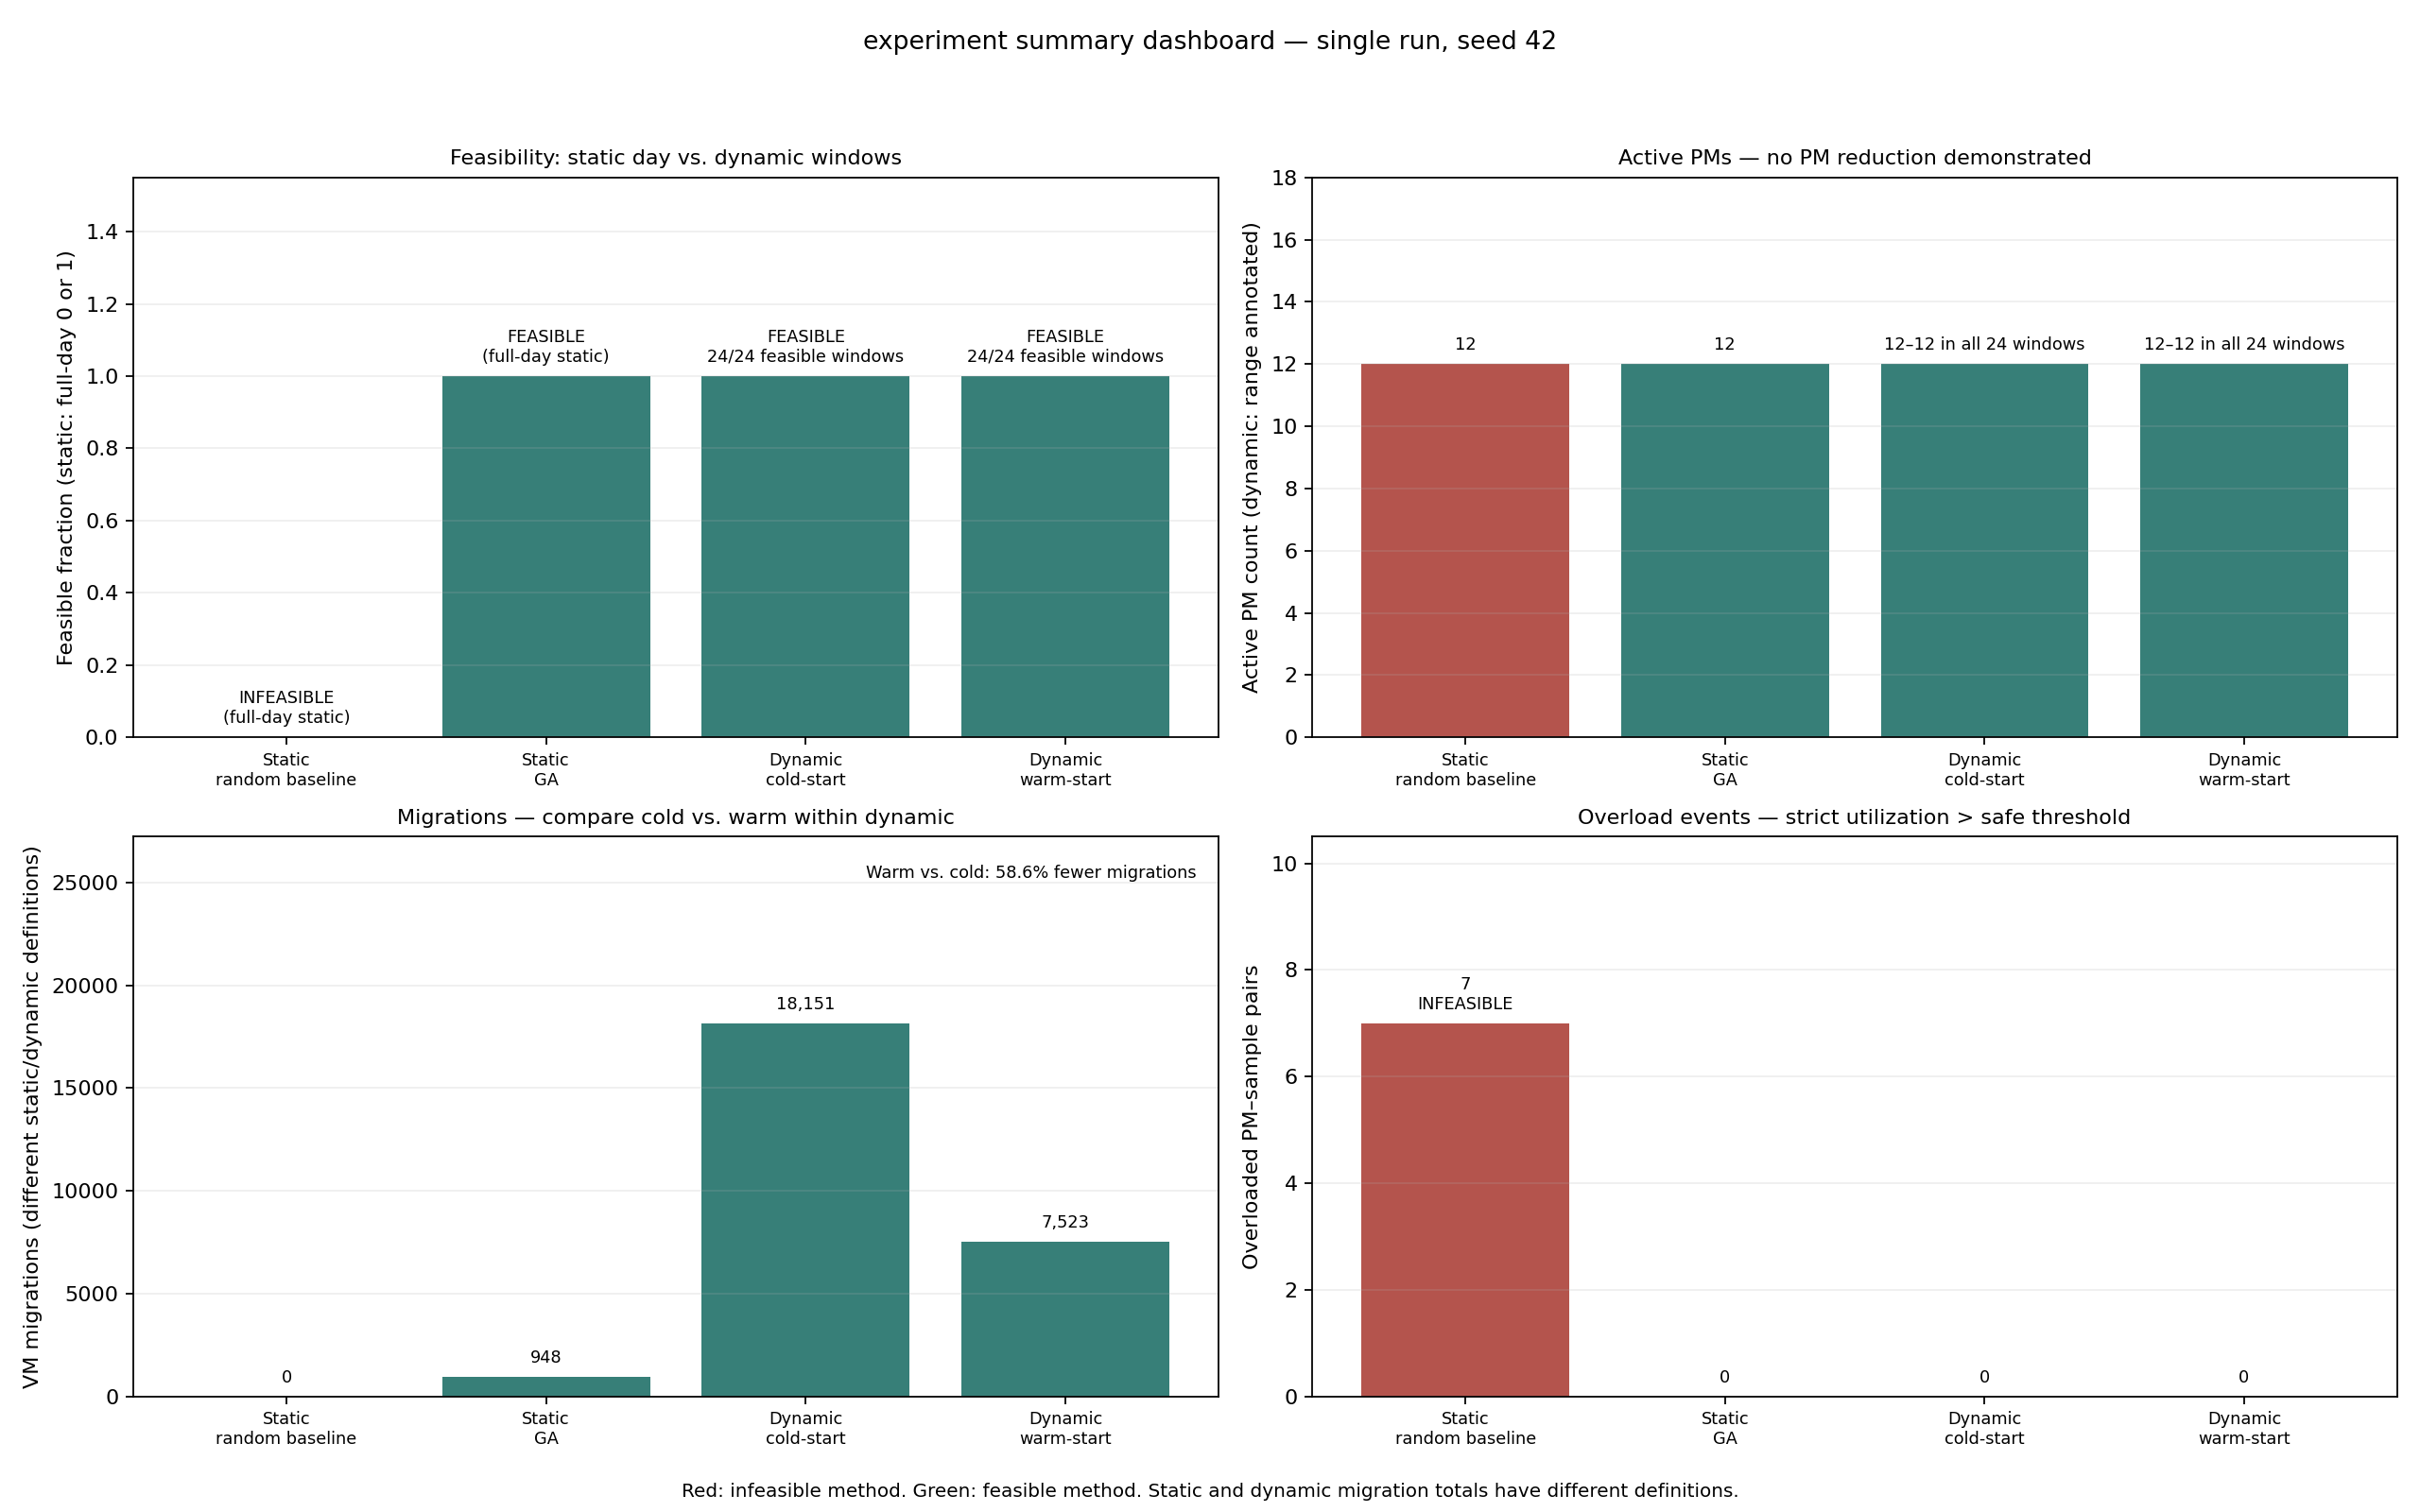 experiment summary dashboard — single run, seed 42
Feasibility: static day vs. dynamic windows
Feasible fraction (static: full-day 0 or 1)
1.4
1.2
1.0
0.8
0.6
0.4
0.2
0.0
INFEASIBLE
(full-day static)
FEASIBLE
(full-day static)
FEASIBLE
24/24 feasible windows
FEASIBLE
24/24 feasible windows
Static
random baseline
Static
GA
Dynamic
cold-start
Dynamic
warm-start
Active PMs — no PM reduction demonstrated
Active PM count (dynamic: range annotated)
18
16
14
12
10
8
6
4
2
0
12
12
12–12 in all 24 windows
12–12 in all 24 windows
Static
random baseline
Static
GA
Dynamic
cold-start
Dynamic
warm-start
Migrations — compare cold vs. warm within dynamic
VM migrations (different static/dynamic definitions)
25000
20000
15000
10000
5000
0
Warm vs. cold: 58.6% fewer migrations
0
948
18,151
7,523
Static
random baseline
Static
GA
Dynamic
cold-start
Dynamic
warm-start
Overload events — strict utilization > safe threshold
Overloaded PM–sample pairs
10
8
6
4
2
0
7
INFEASIBLE
0
0
0
Static
random baseline
Static
GA
Dynamic
cold-start
Dynamic
warm-start
Red: infeasible method. Green: feasible method. Static and dynamic migration totals have different definitions.